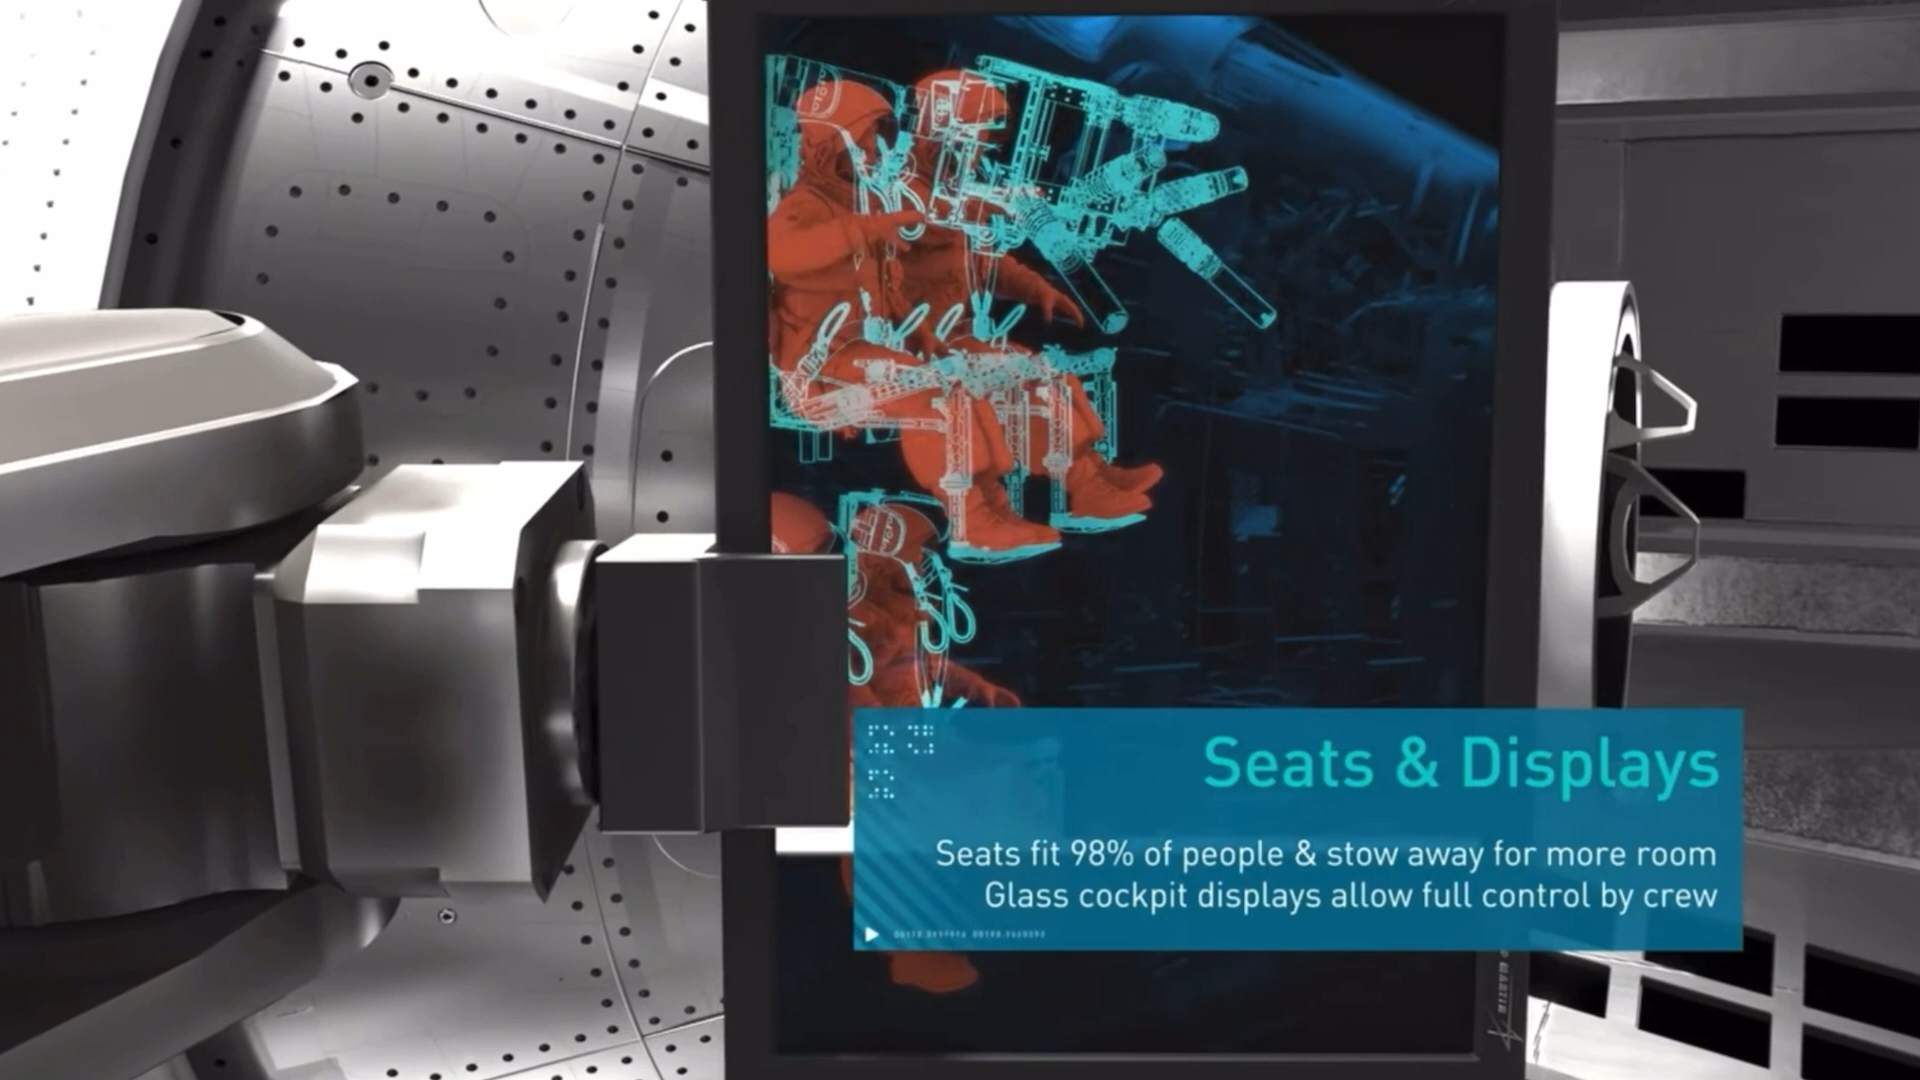 Seats & Displays
Seats fit 98% of people & stow away for more room
Glass cockpit displays allow full control by crew